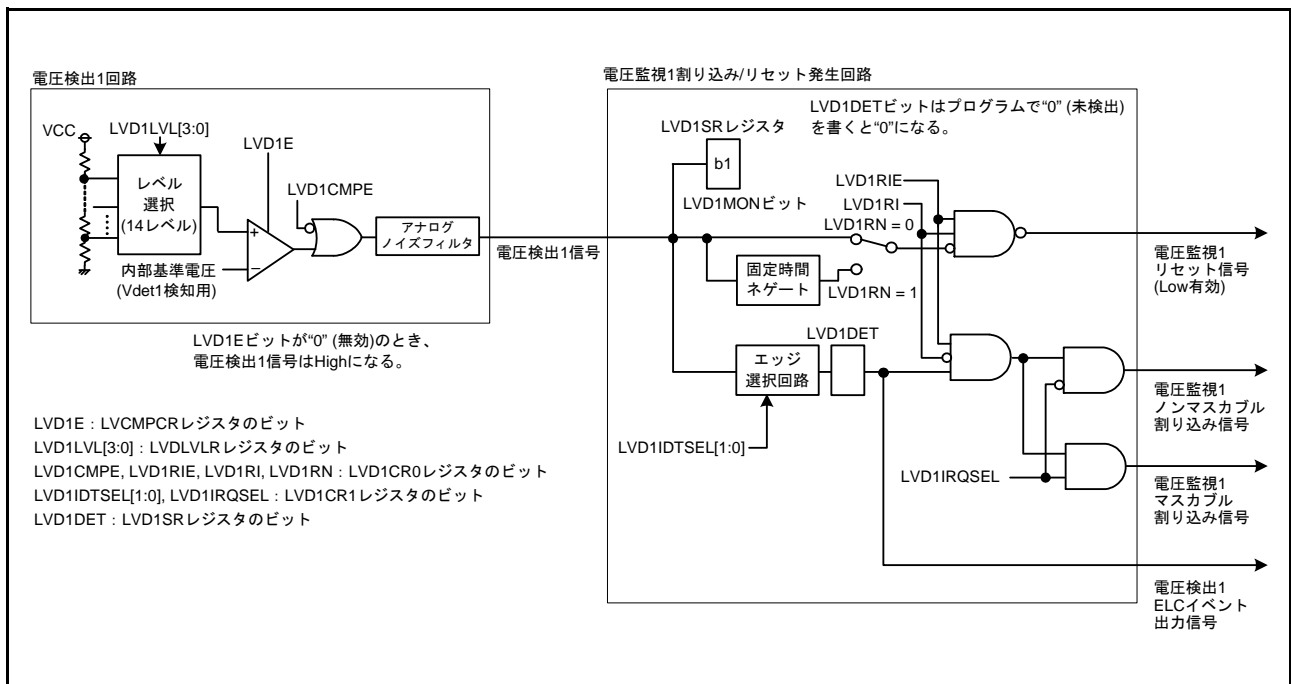 電圧検出1回路
VCC
LVD1LVL[3:0]
レベル
選択
(14レベル)
内部基準電圧
(Vdet1検知用)
LVD1E
+
−
LVD1CMPE
アナログ
ノイズフィルタ
電圧検出1信号
LVD1Eビットが“0” (無効)のとき、
電圧検出1信号はHighになる。
電圧監視1割り込み/リセット発生回路
LVD1DETビットはプログラムで“0” (未検出)
を書くと“0”になる。
LVD1SRレジスタ
b1
LVD1MONビット
LVD1RIE
LVD1RI
LVD1RN = 0
固定時間
ネゲート
LVD1RN = 1
LVD1DET
エッジ
選択回路
LVD1IDTSEL[1:0]
LVD1IRQSEL
電圧監視1
リセット信号
(Low有効)
電圧監視1
ノンマスカブル
割り込み信号
電圧監視1
マスカブル
割り込み信号
電圧検出1
ELCイベント
出力信号
LVD1E : LVCMPCRレジスタのビット
LVD1LVL[3:0] : LVDLVLRレジスタのビット
LVD1CMPE, LVD1RIE, LVD1RI, LVD1RN : LVD1CR0レジスタのビット
LVD1IDTSEL[1:0], LVD1IRQSEL : LVD1CR1レジスタのビット
LVD1DET : LVD1SRレジスタのビット